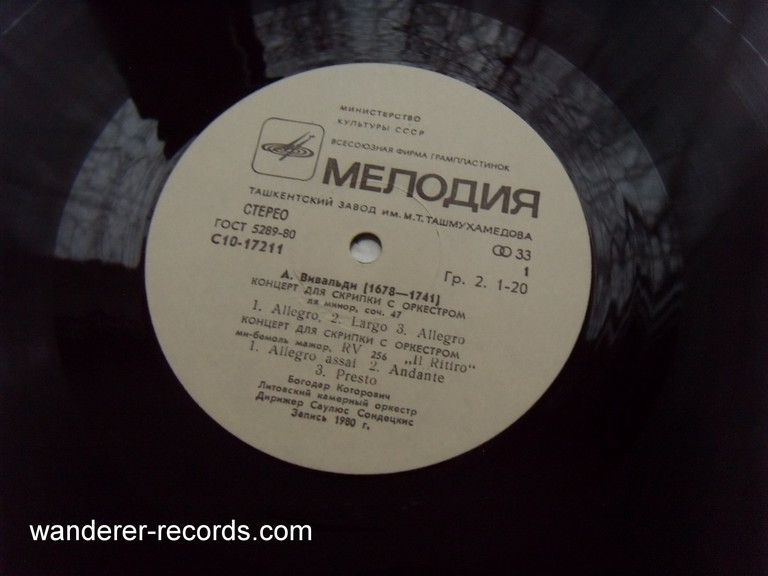 МИНИСТЕРСТВО
КУЛЬТУРЫ СССР
ВСЕСОЮЗНАЯ ФИРМА ГРАМПЛАСТИНОК
МЕЛОДИЯ
ТАШКЕНТСКИЙ ЗАВОД ИМ. М.Т. ТАШМУХАМЕДОВА
СТЕРЕО
ГОСТ 5289-80
С10-17211
33
1
Гр. 2. 1-20
А. Вивальди [1678—1741]
КОНЦЕРТ ДЛЯ СКРИПКИ С ОРКЕСТРОМ
ля минор, соч. 47
1. Allegro. 2. Largo 3. Allegro
КОНЦЕРТ ДЛЯ СКРИПКИ С ОРКЕСТРОМ
ми-бемоль мажор, RV 256 „Il Ritiro“
1. Allegro assai 2. Andante
3. Presto
Богодар Которович
Литовский камерный оркестр
Дирижер Саулюс Сондецкис
Запись 1980 г.
wanderer-records.com